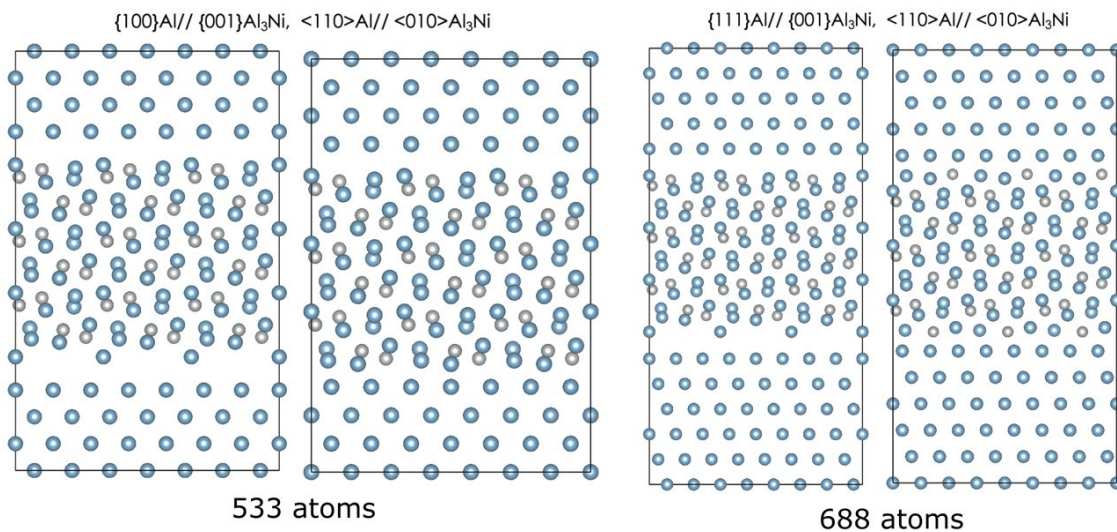 {100}Al// {001}Al₃Ni, <110>Al// <010>Al₃Ni
{111}Al// {001}Al₃Ni, <110>Al// <010>Al₃Ni
533 atoms
688 atoms